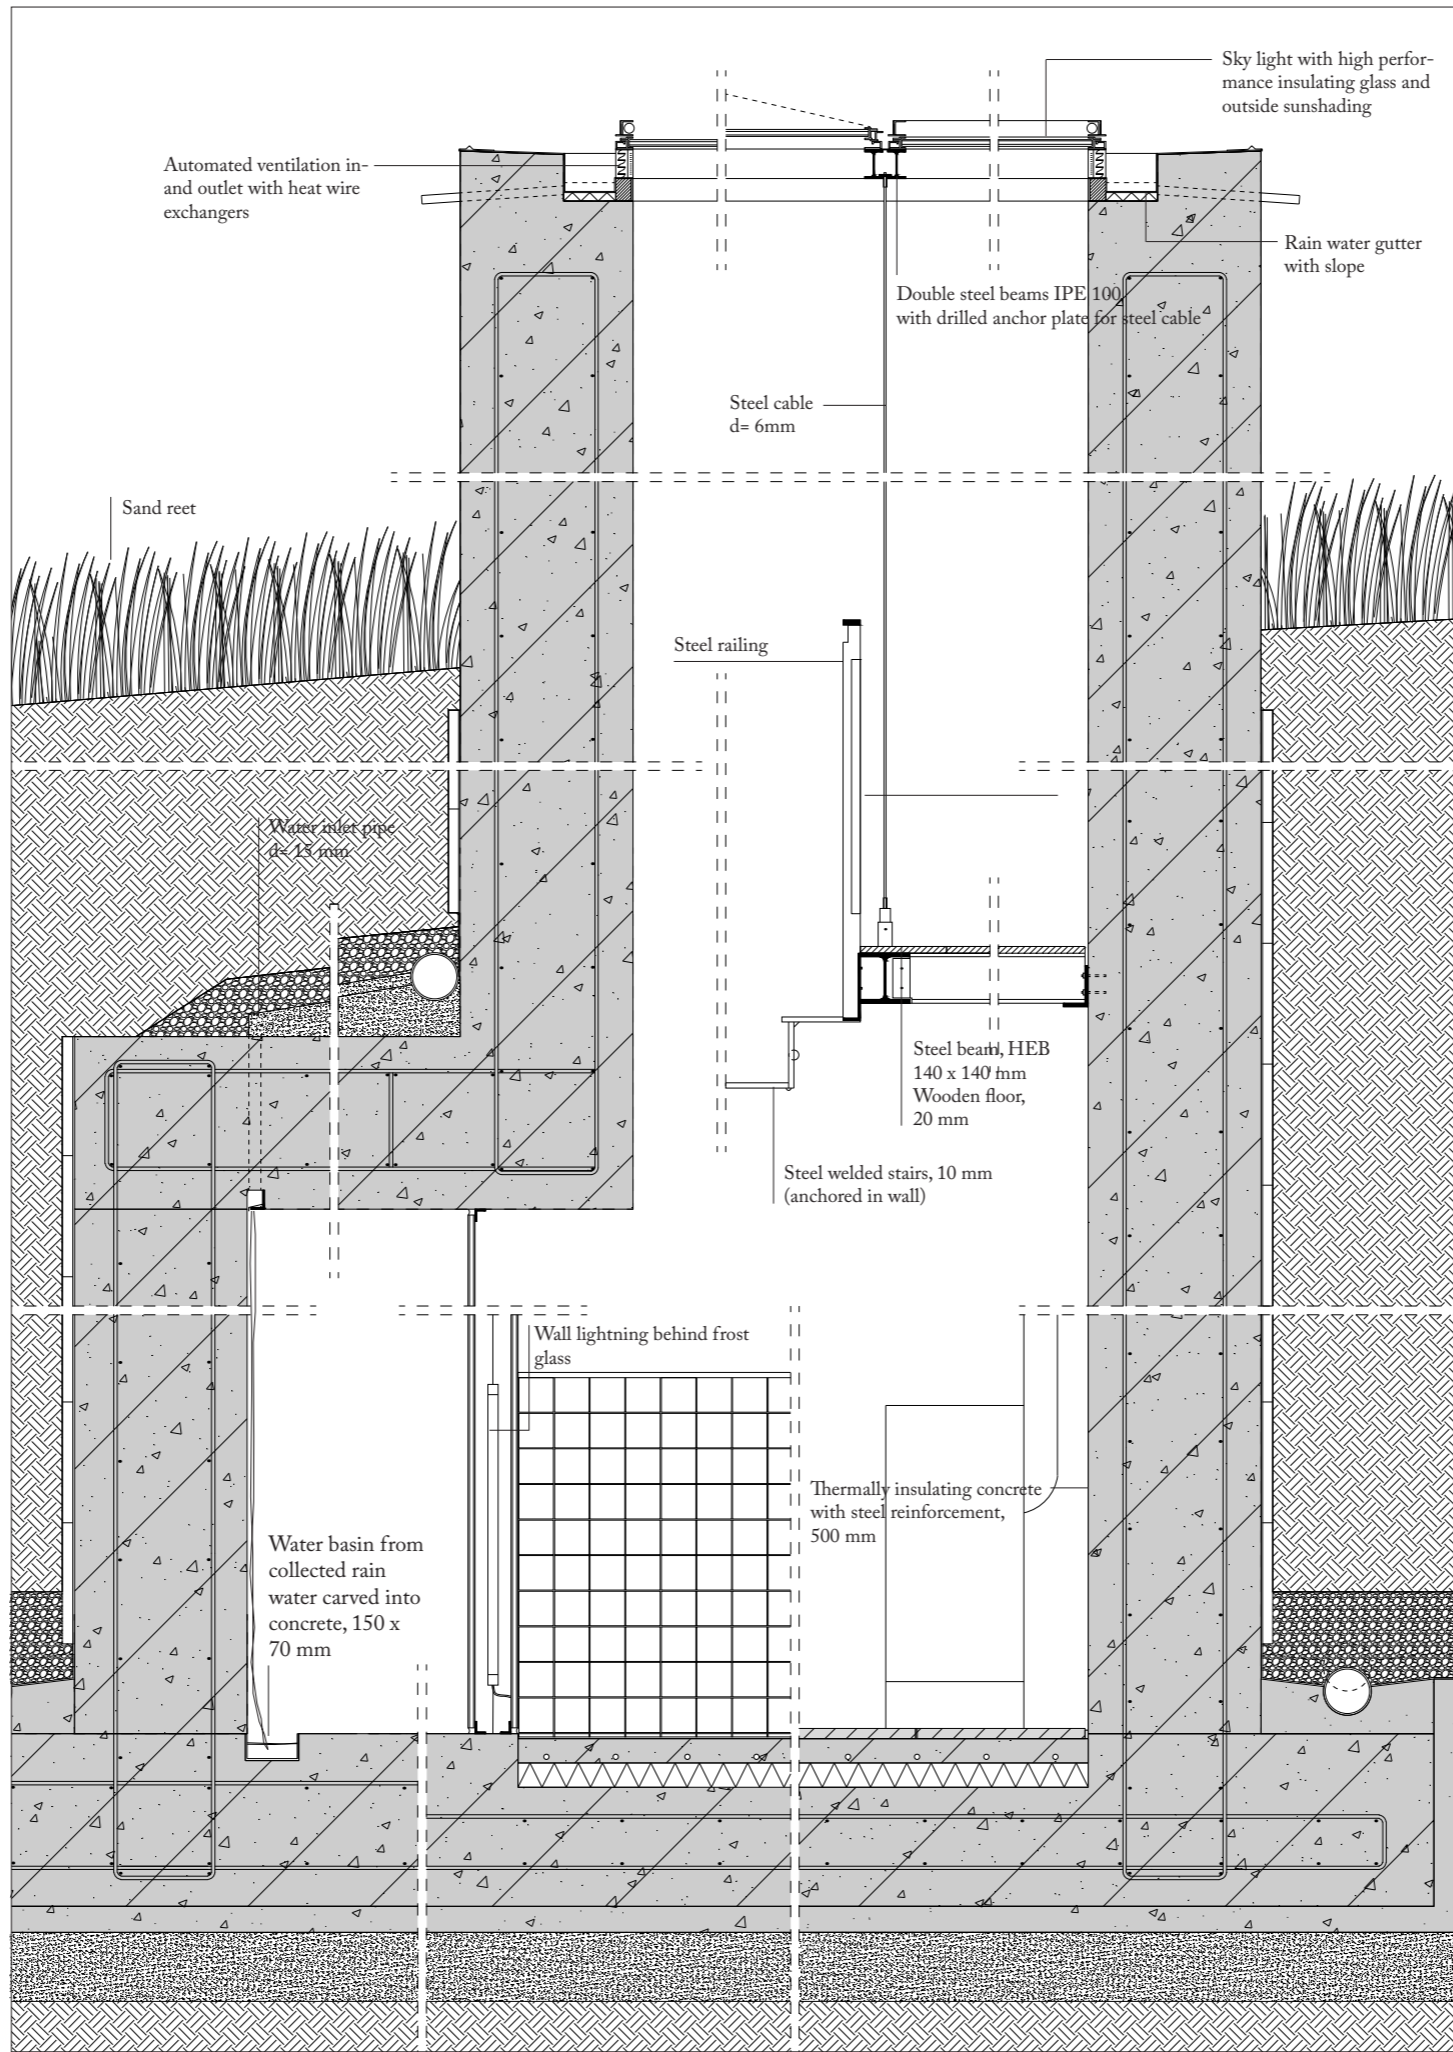 Sky light with high perfor-
mance insulating glass and
outside sunshading
Automated ventilation in-
and outlet with heat wire
exchangers
Rain water gutter
with slope
Double steel beams IPE 100,
with drilled anchor plate for steel cable
Steel cable
d= 6mm
Sand reet
Steel railing
Water inlet pipe
d= 15 mm
Steel beam, HEB
140 x 140 mm
Wooden floor,
20 mm
Steel welded stairs, 10 mm
(anchored in wall)
Wall lightning behind frost
glass
Thermally insulating concrete
with steel reinforcement,
500 mm
Water basin from
collected rain
water carved into
concrete, 150 x
70 mm